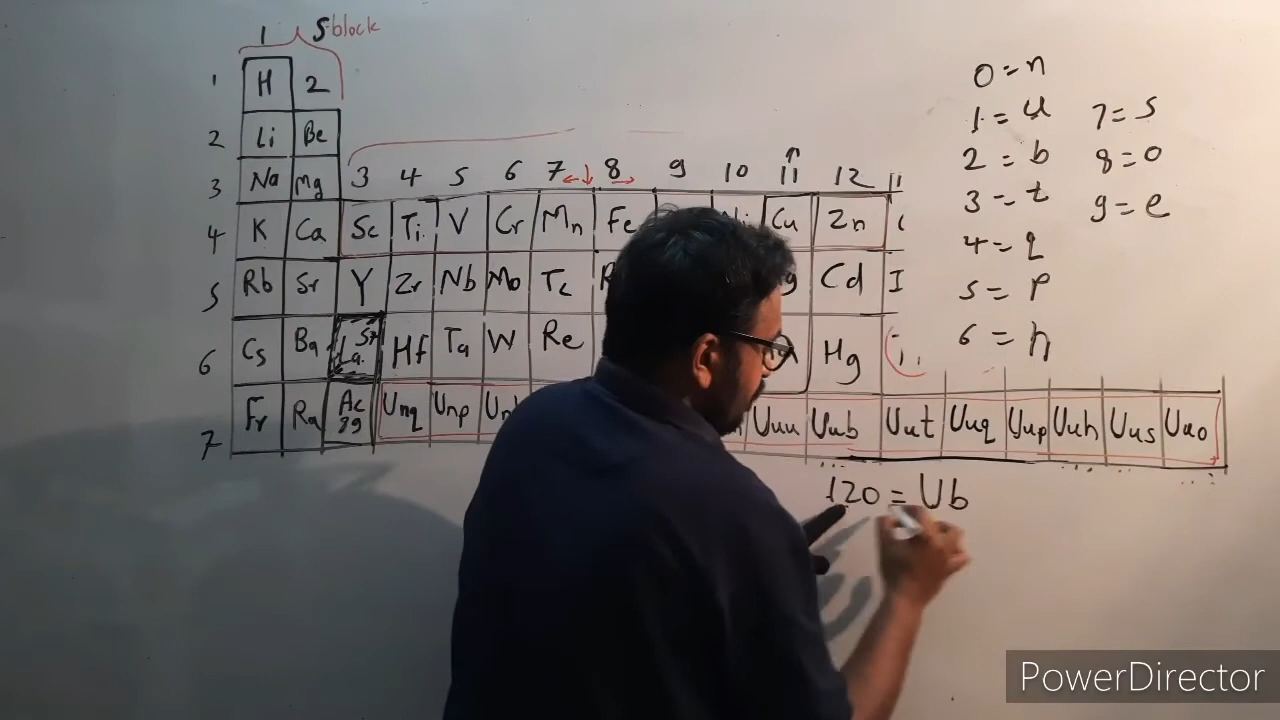 1 S block
1 H 2
2 Li Be
3 Na Mg 3 4 5 6 7 8 9 10 11 12
4 K Ca Sc Ti V Cr Mn Fe Cu Zn
5 Rb Sr Y Zr Nb Mo Tc Cd I
6 Cs Ba La Hf Ta W Re Hg
7 Fr Ra Ac 89 Unq Unp Uuu Uub Uut Uuq Uup Uuh Uus Uuo
120 = Ub
0 = n
1 = u 7 = s
2 = b 8 = o
3 = t 9 = e
4 = q
5 = p
6 = h
PowerDirector